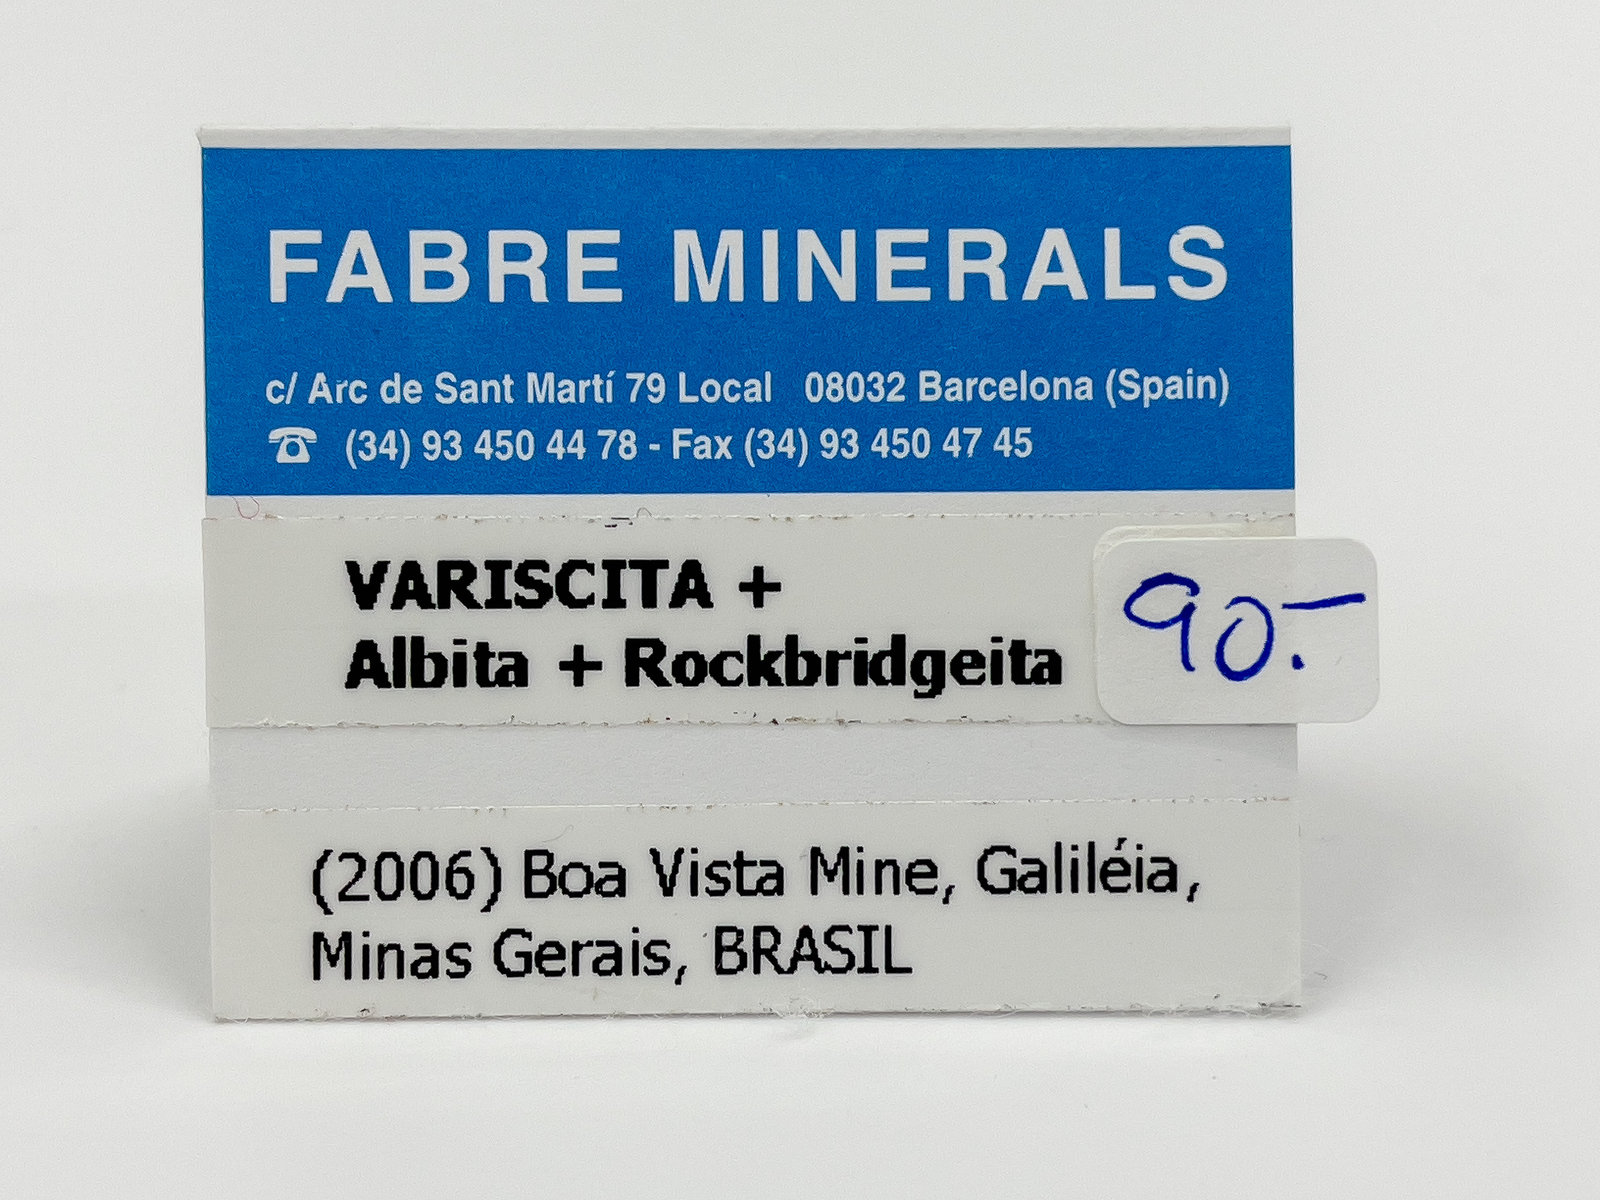 FABRE MINERALS
c/ Arc de Sant Martí 79 Local 08032 Barcelona (Spain)
☎ (34) 93 450 44 78 - Fax (34) 93 450 47 45
VARISCITA +
Albita + Rockbridgeita
90.-
(2006) Boa Vista Mine, Galiléia,
Minas Gerais, BRASIL